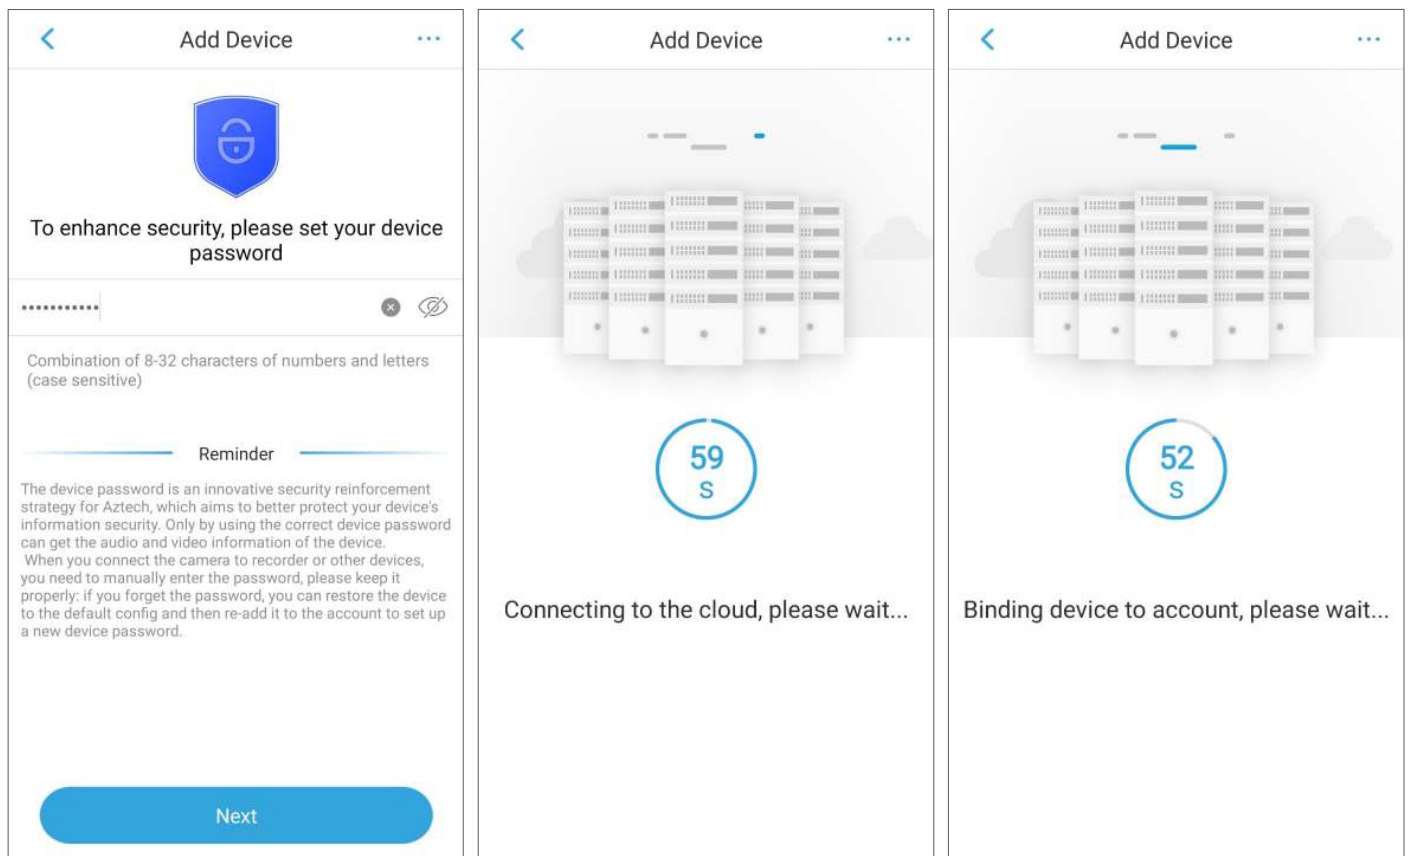 Add Device
To enhance security, please set your device
password
Combination of 8-32 characters of numbers and letters
(case sensitive)
Reminder
The device password is an innovative security reinforcement
strategy for Aztech, which aims to better protect your device's
information security. Only by using the correct device password
can get the audio and video information of the device.
When you connect the camera to recorder or other devices,
you need to manually enter the password, please keep it
properly: if you forget the password, you can restore the device
to the default config and then re-add it to the account to set up
a new device password.
Next
Add Device
59
S
Connecting to the cloud, please wait...
Add Device
52
S
Binding device to account, please wait...